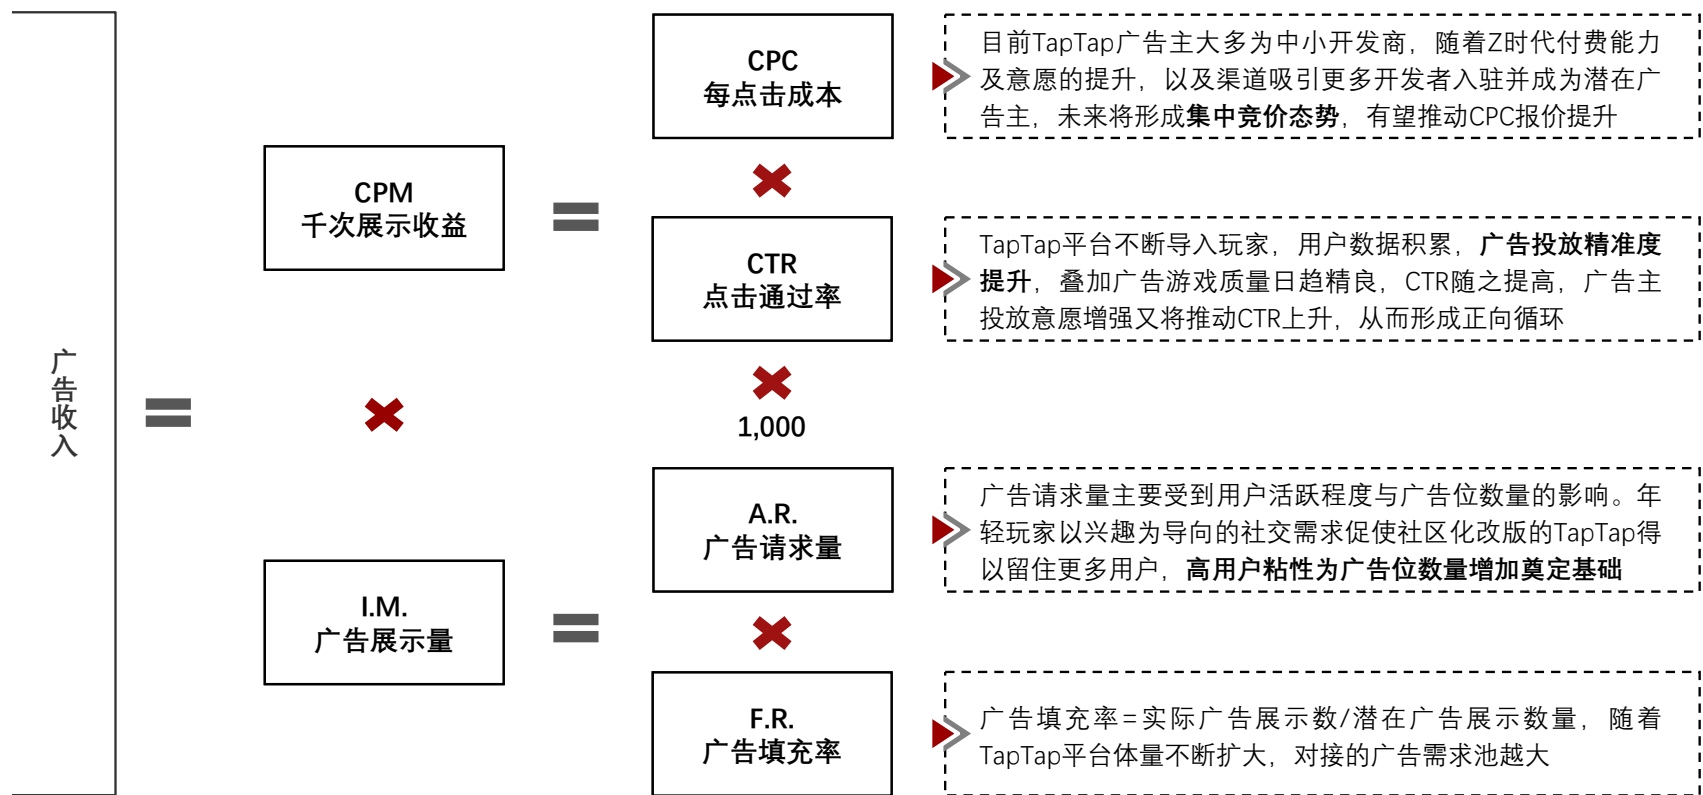 广告收入
CPM
千次展示收益
I.M.
广告展示量
CPC
每点击成本
CTR
点击通过率
1,000
A.R.
广告请求量
F.R.
广告填充率
目前TapTap广告主大多为中小开发商，随着Z时代付费能力
及意愿的提升，以及渠道吸引更多开发者入驻并成为潜在广
告主，未来将形成集中竞价态势，有望推动CPC报价提升
TapTap平台不断导入玩家，用户数据积累，广告投放精准度
提升，叠加广告游戏质量日趋精良，CTR随之提高，广告主
投放意愿增强又将推动CTR上升，从而形成正向循环
广告请求量主要受到用户活跃程度与广告位数量的影响。年
轻玩家以兴趣为导向的社交需求促使社区化改版的TapTap得
以留住更多用户，高用户粘性为广告位数量增加奠定基础
广告填充率=实际广告展示数/潜在广告展示数量，随着
TapTap平台体量不断扩大，对接的广告需求池越大